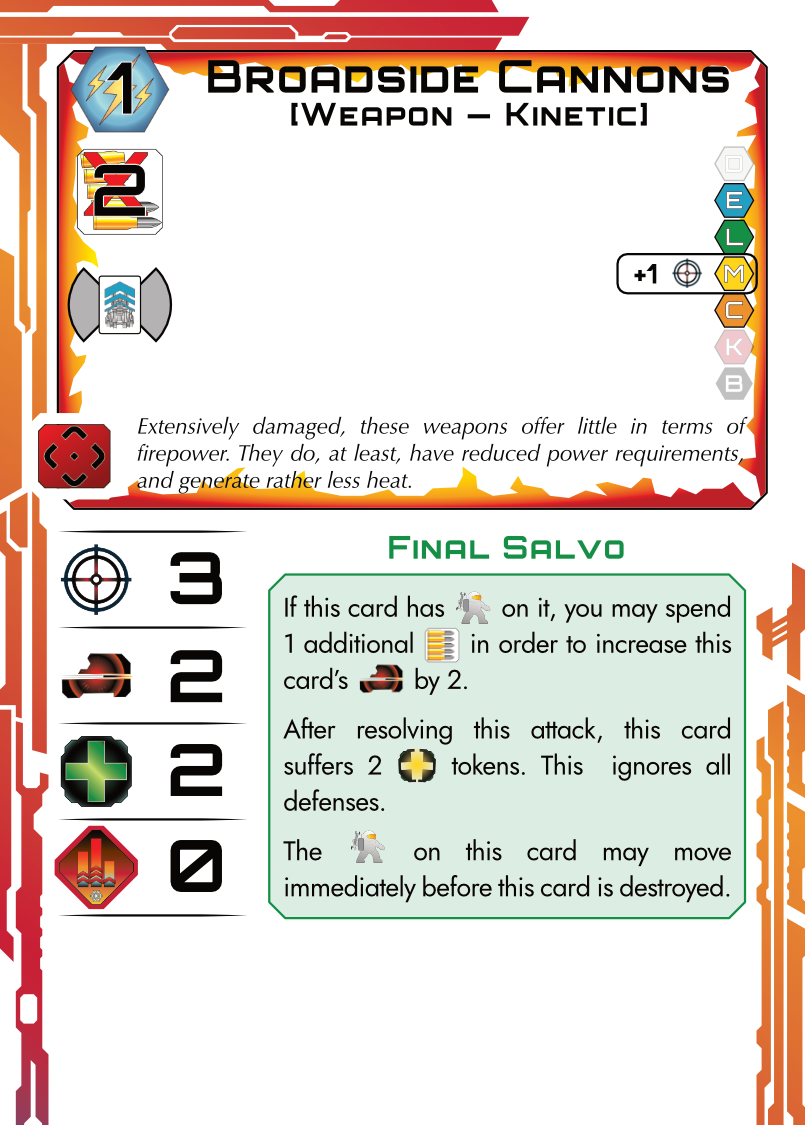 1
BROADSIDE CANNONS
[WEAPON – KINETIC]
2
E
L
+1 M
C
K
B
Extensively damaged, these weapons offer little in terms of
firepower. They do, at least, have reduced power requirements,
and generate rather less heat.
3
2
2
0
FINAL SALVO
If this card has on it, you may spend
1 additional in order to increase this
card's by 2.
After resolving this attack, this card
suffers 2 tokens. This ignores all
defenses.
The on this card may move
immediately before this card is destroyed.